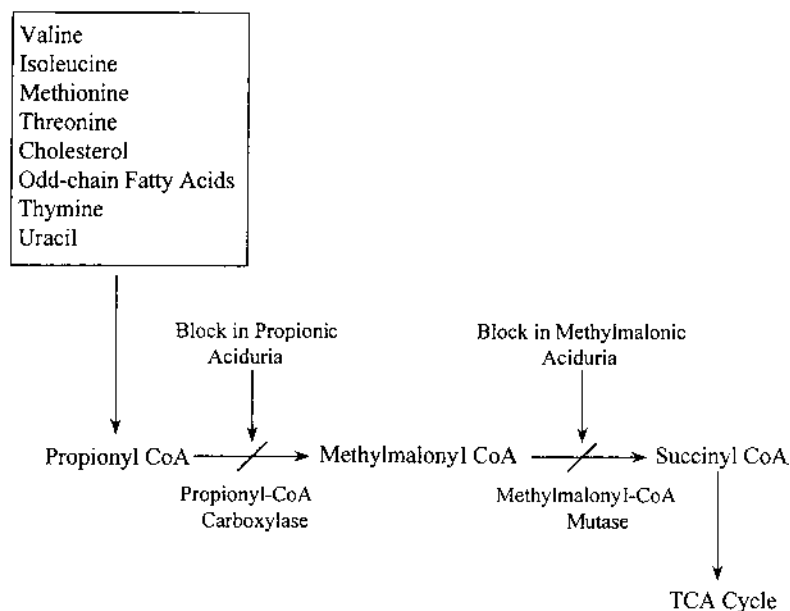 Valine
Isoleucine
Methionine
Threonine
Cholesterol
Odd-chain Fatty Acids
Thymine
Uracil
Block in Propionic
Aciduria
Block in Methylmalonic
Aciduria
Propionyl CoA
Methylmalonyl CoA
Succinyl CoA
Propionyl-CoA
Carboxylase
Methylmalonyl-CoA
Mutase
TCA Cycle